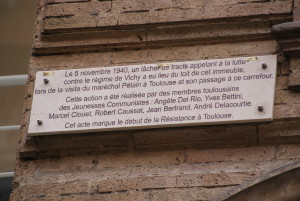 Le 5 novembre 1940, un lâcher de tracts appelant à la lutte
contre le régime de Vichy a eu lieu du toit de cet immeuble,
lors de la visite du maréchal Pétain à Toulouse et son passage à ce carrefour.
Cette action a été réalisée par des membres toulousains
des Jeunesses Communistes : Angèle Del Rio, Yves Bettini,
Marcel Clouet, Robert Caussat, Jean Bertrand, André Delacourtie.
Cet acte marque le début de la Résistance à Toulouse.